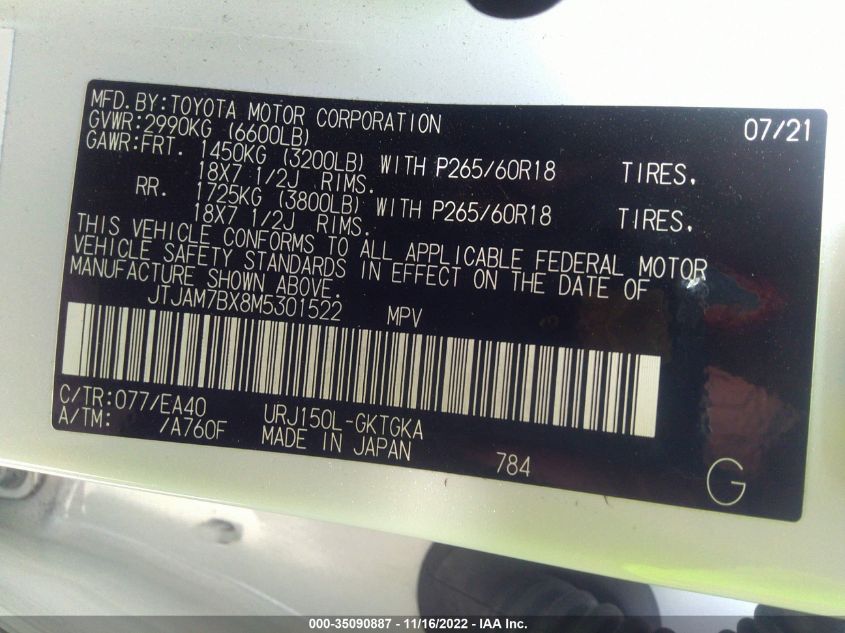 MFD. BY: TOYOTA MOTOR CORPORATION 07/21
GVWR: 2990KG (6600LB)
GAWR: FRT. 1450KG (3200LB) WITH P265/60R18 TIRES,
18X7 1/2J RIMS.
RR. 1725KG (3800LB) WITH P265/60R18 TIRES,
18X7 1/2J RIMS.
THIS VEHICLE CONFORMS TO ALL APPLICABLE FEDERAL MOTOR
VEHICLE SAFETY STANDARDS IN EFFECT ON THE DATE OF
MANUFACTURE SHOWN ABOVE.
JTJAM7BX8M5301522 MPV
C/TR: 077/EA40 URJ150L-GKTGKA
A/TM: /A760F MADE IN JAPAN 784
G
000-35090887 - 11/16/2022 - IAA Inc.